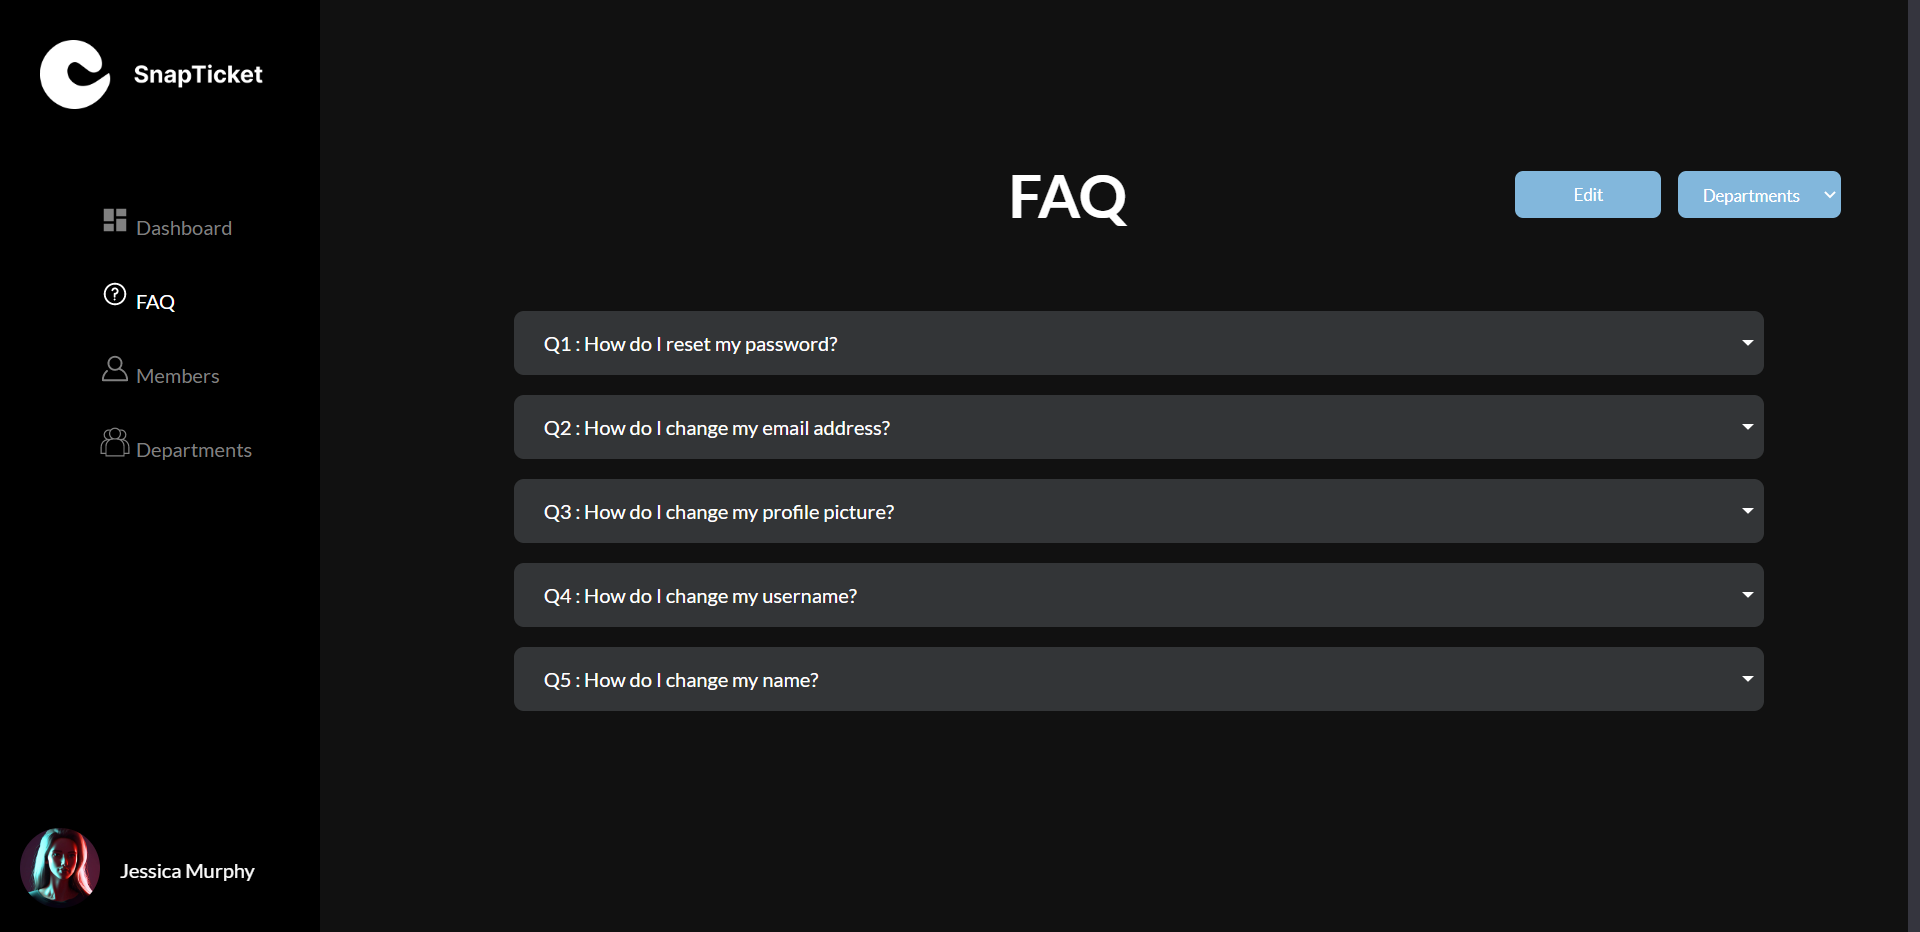 SnapTicket
Dashboard
FAQ
Members
Departments
Jessica Murphy
FAQ
Edit
Departments
Q1 : How do I reset my password?
Q2 : How do I change my email address?
Q3 : How do I change my profile picture?
Q4 : How do I change my username?
Q5 : How do I change my name?